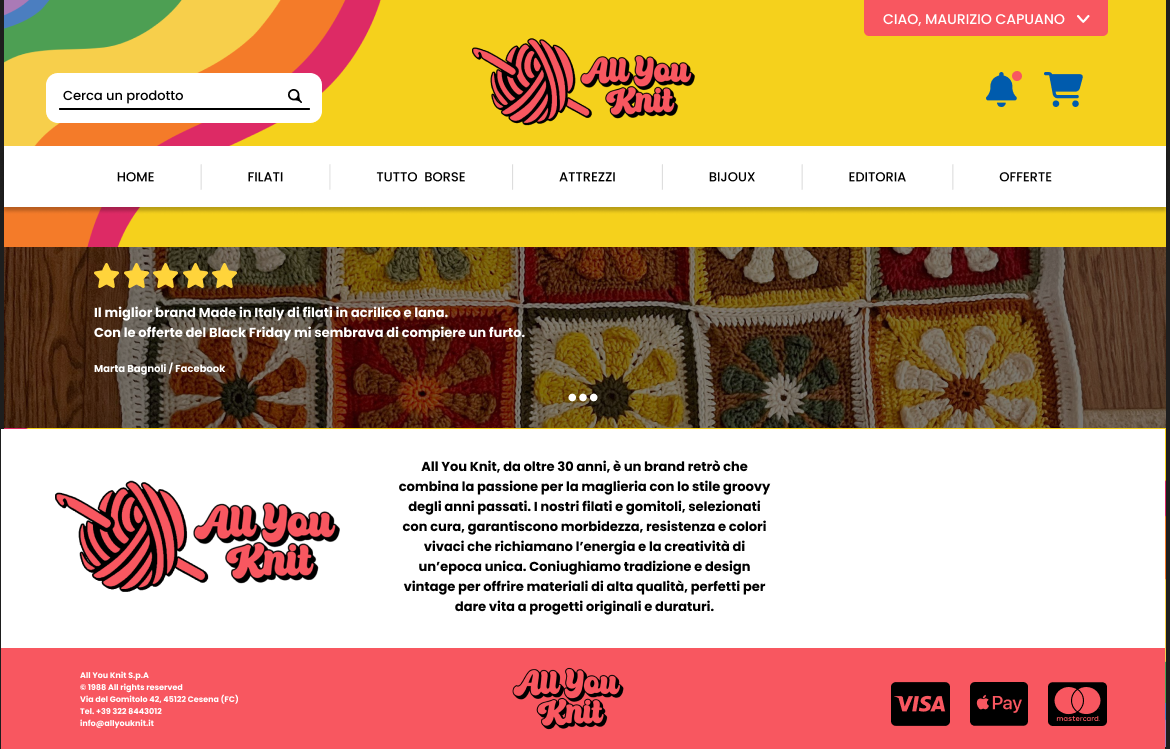 CIAO, MAURIZIO CAPUANO
Cerca un prodotto
All You
Knit
HOME
FILATI
TUTTO BORSE
ATTREZZI
BIJOUX
EDITORIA
OFFERTE
Il miglior brand Made in Italy di filati in acrilico e lana.
Con le offerte del Black Friday mi sembrava di compiere un furto.
Marta Bagnoli / Facebook
All You
Knit
All You Knit, da oltre 30 anni, è un brand retrò che
combina la passione per la maglieria con lo stile groovy
degli anni passati. I nostri filati e gomitoli, selezionati
con cura, garantiscono morbidezza, resistenza e colori
vivaci che richiamano l’energia e la creatività di
un’epoca unica. Coniughiamo tradizione e design
vintage per offrire materiali di alta qualità, perfetti per
dare vita a progetti originali e duraturi.
All You Knit S.p.A
© 1988 All rights reserved
Via del Gomitolo 42, 45122 Cesena (FC)
Tel. +39 322 8443012
info@allyouknit.it
All You
Knit
VISA
Pay
mastercard